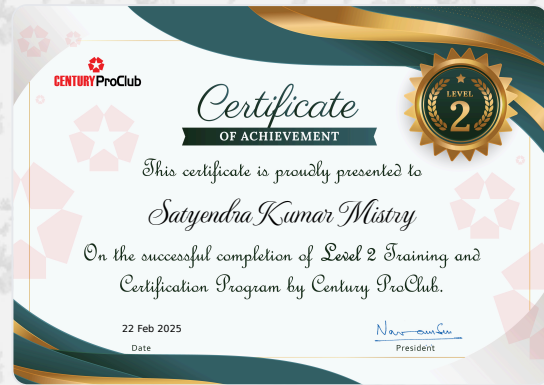 CENTURY ProClub
Certificate
OF ACHIEVEMENT
LEVEL
2
This certificate is proudly presented to
Satyendra Kumar Mistry
On the successful completion of Level 2 Training and
Certification Program by Century ProClub.
22 Feb 2025
Date
President